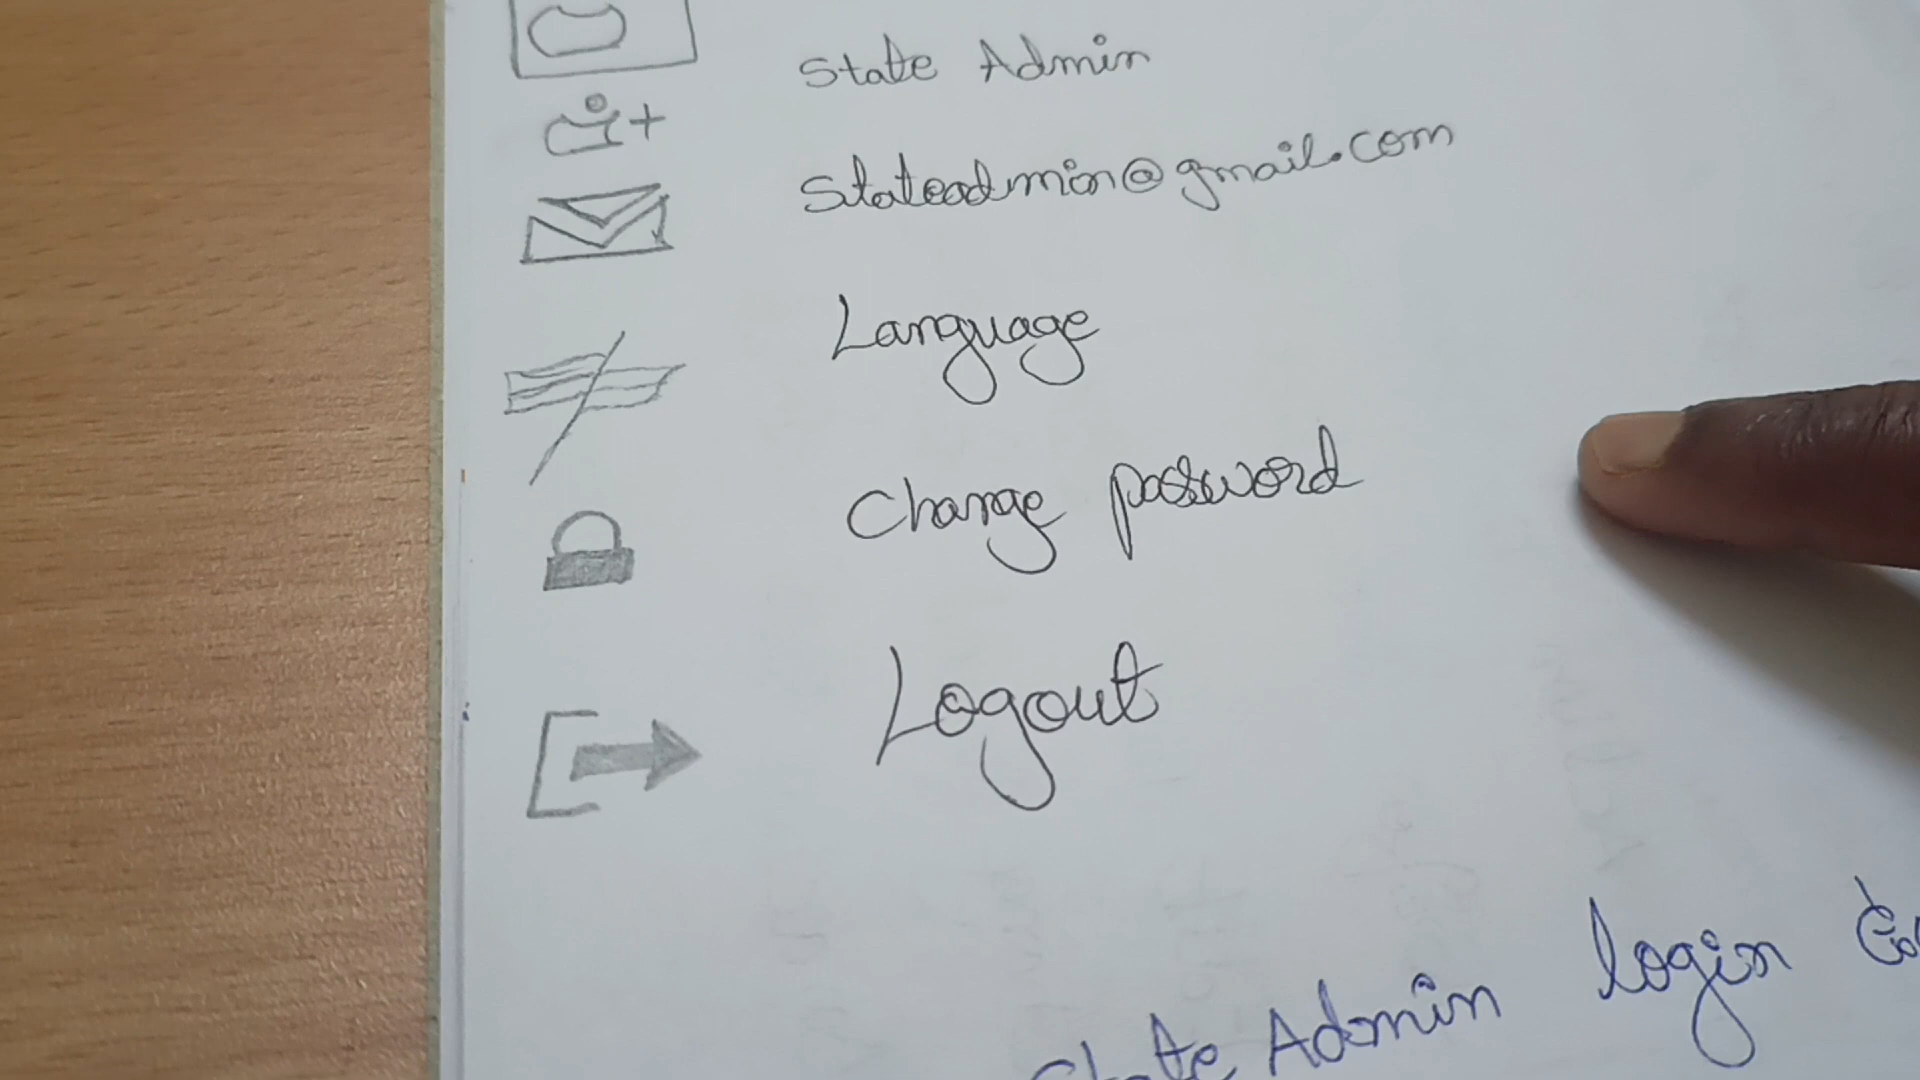 State Admin
stateadmin@gmail.com
Language
Change password
Logout
State Admin login